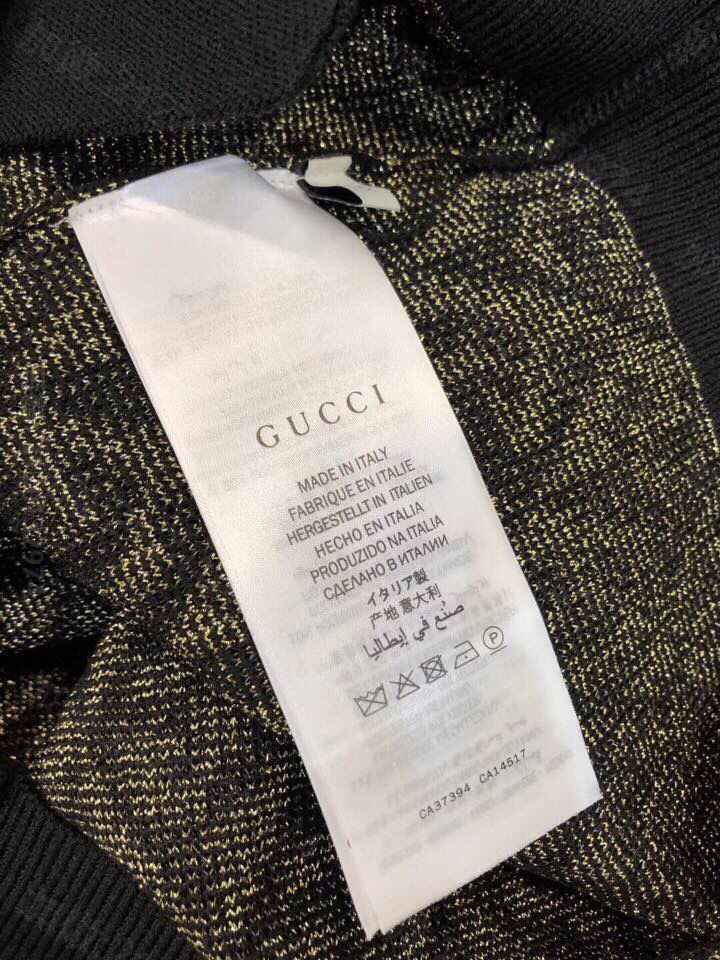 GUCCI
MADE IN ITALY
FABRIQUE EN ITALIE
HERGESTELLT IN ITALIEN
HECHO EN ITALIA
PRODUZIDO NA ITALIA
СДЕЛАНО В ИТАЛИИ
イタリア製
产地 意大利
صُنع في إيطاليا
P
CA37394 CA14517